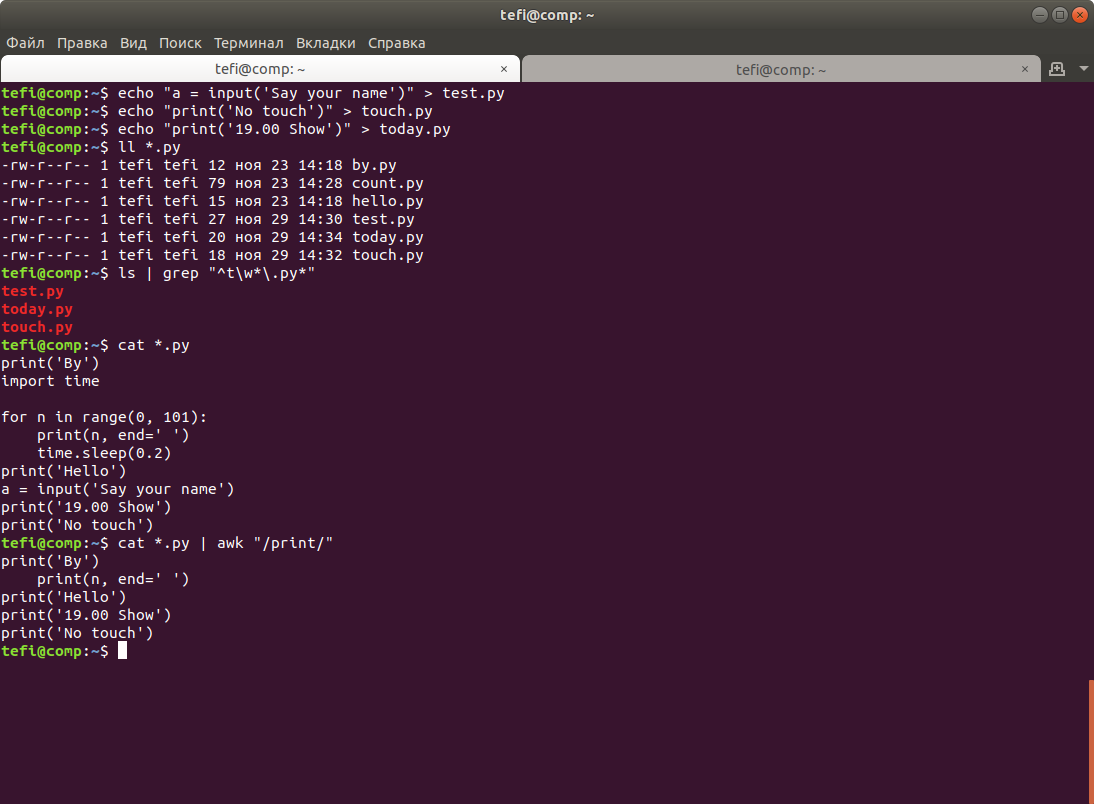 tefi@comp: ~
Файл Правка Вид Поиск Терминал Вкладки Справка
tefi@comp: ~ × tefi@comp: ~ ×
tefi@comp:~$ echo "a = input('Say your name')" > test.py
tefi@comp:~$ echo "print('No touch')" > touch.py
tefi@comp:~$ echo "print('19.00 Show')" > today.py
tefi@comp:~$ ll *.py
-rw-r--r-- 1 tefi tefi 12 ноя 23 14:18 by.py
-rw-r--r-- 1 tefi tefi 79 ноя 23 14:28 count.py
-rw-r--r-- 1 tefi tefi 15 ноя 23 14:18 hello.py
-rw-r--r-- 1 tefi tefi 27 ноя 29 14:30 test.py
-rw-r--r-- 1 tefi tefi 20 ноя 29 14:34 today.py
-rw-r--r-- 1 tefi tefi 18 ноя 29 14:32 touch.py
tefi@comp:~$ ls | grep "^t\w*\.py*"
test.py
today.py
touch.py
tefi@comp:~$ cat *.py
print('By')
import time

for n in range(0, 101):
    print(n, end=' ')
    time.sleep(0.2)
print('Hello')
a = input('Say your name')
print('19.00 Show')
print('No touch')
tefi@comp:~$ cat *.py | awk "/print/"
print('By')
    print(n, end=' ')
print('Hello')
print('19.00 Show')
print('No touch')
tefi@comp:~$